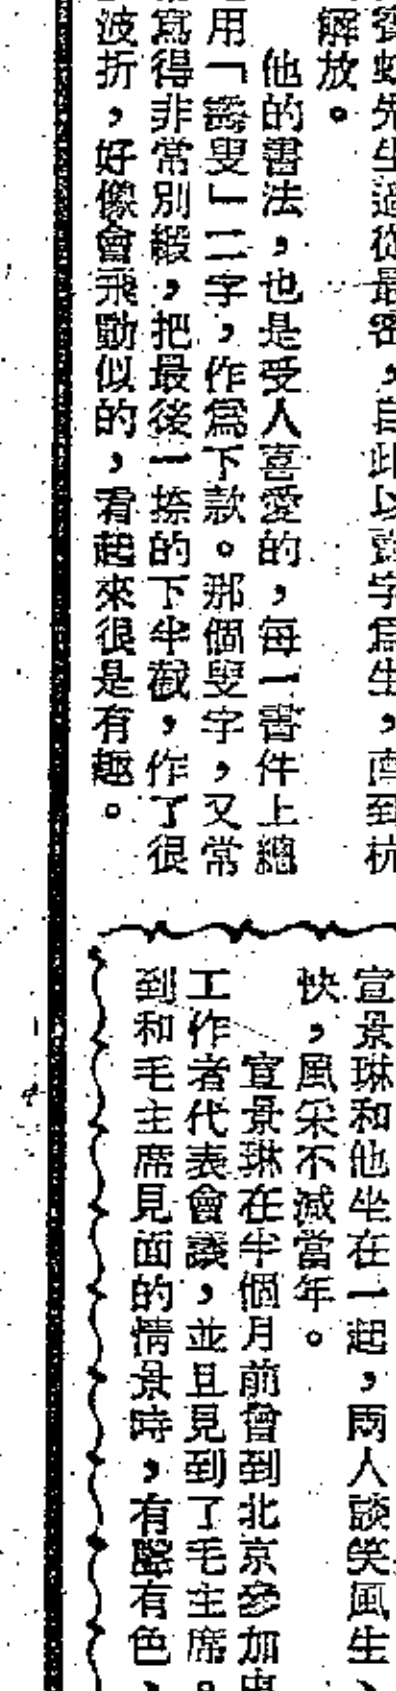 賓虹先生過從最密，自此以鬻字爲生，直到杭
解放。
他的書法，也是受人喜愛的，每一書件上總
用「籌叟」二字，作爲下款。那個叟字，又常
寫得非常別緻，把最後一捺的下半截，作了很
波折，好像會飛動似的，看起來很是有趣。
宣景琳和他坐在一起，兩人談笑風生、
快，風采不減當年。
宣景琳在半個月前曾到北京參加
工作者代表會議，並且見到了毛主席。
到和毛主席見面的情景時，有聲有色，